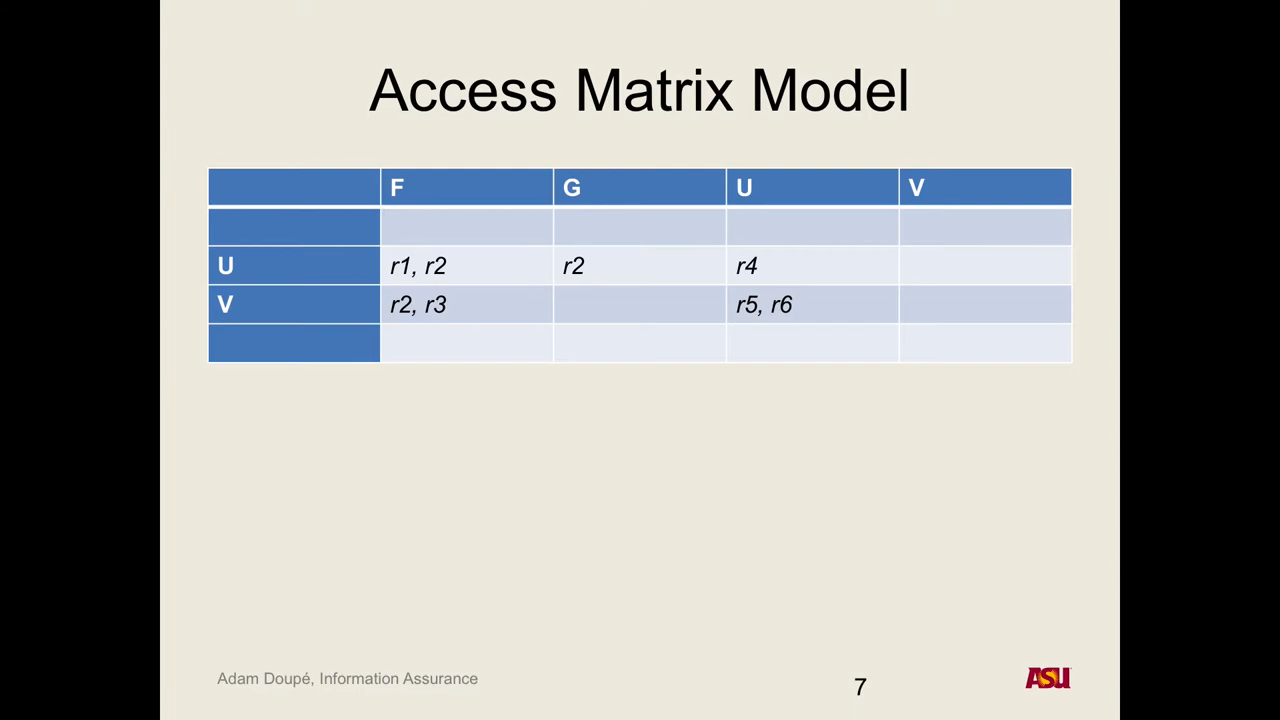 Access Matrix Model
F G U V
U r1, r2 r2 r4
V r2, r3 r5, r6
Adam Doupé, Information Assurance
7
ASU